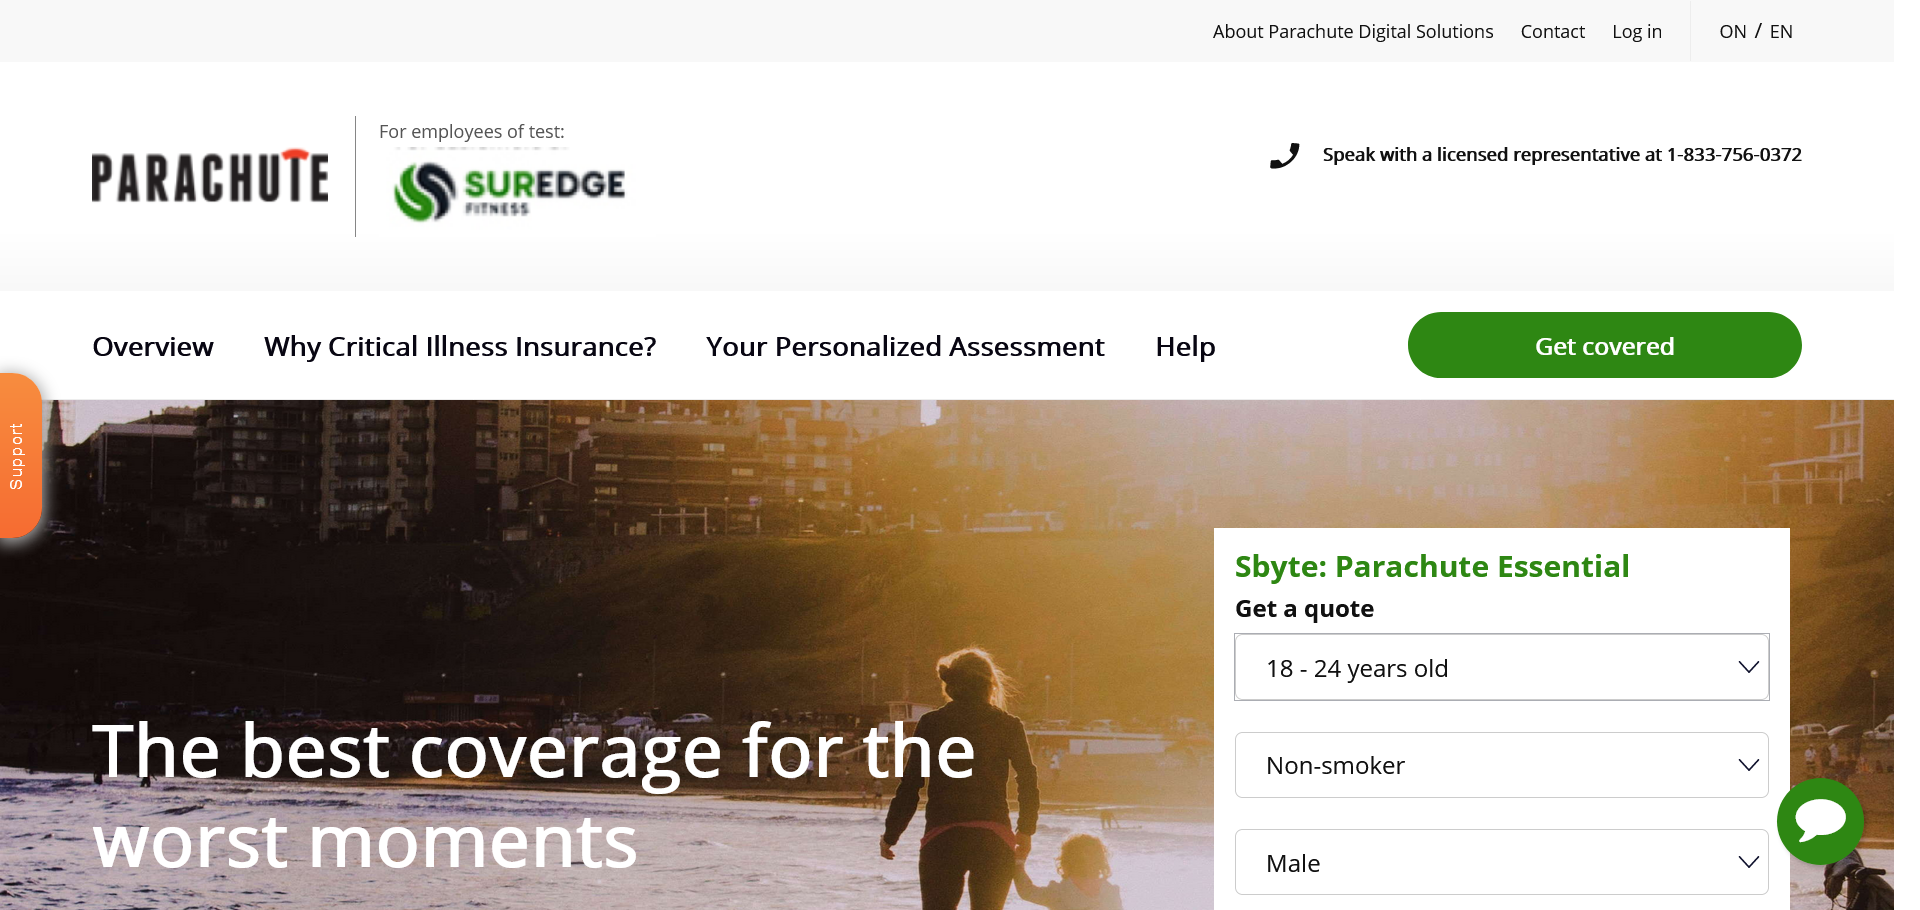 About Parachute Digital Solutions Contact Log in ON / EN
PARACHUTE
For employees of test:
SUREDGE
FITNESS
Speak with a licensed representative at 1-833-756-0372
Overview Why Critical Illness Insurance? Your Personalized Assessment Help Get covered
Support
Sbyte: Parachute Essential
Get a quote
18 - 24 years old
Non-smoker
Male
The best coverage for the
worst moments